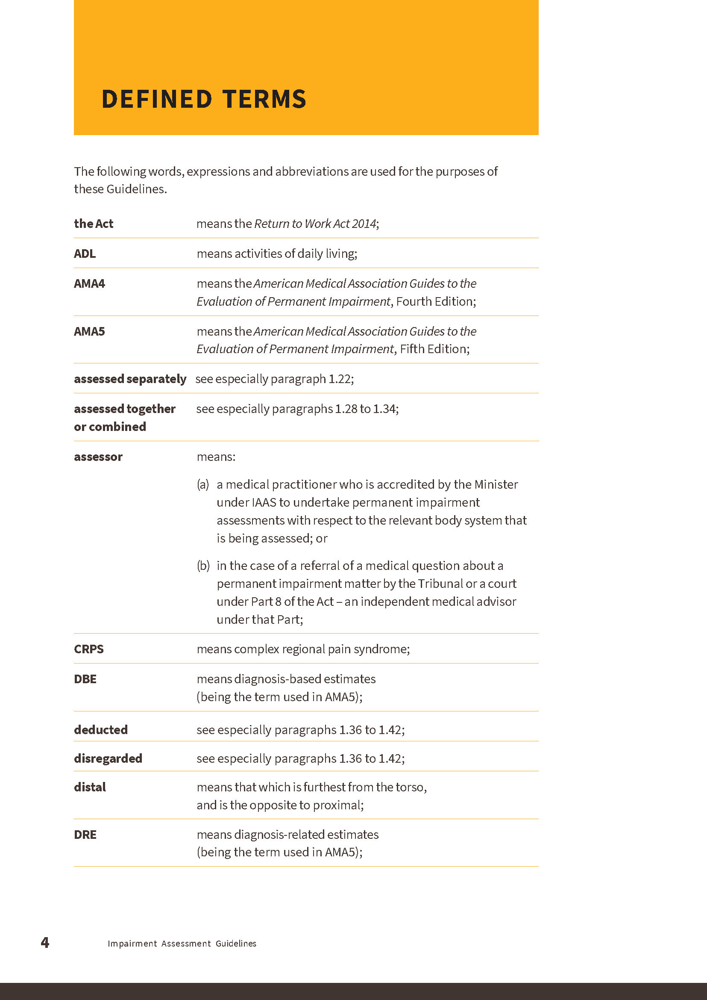 DEFINED TERMS
The following words, expressions and abbreviations are used for the purposes of
these Guidelines.
the Act means the Return to Work Act 2014;
ADL means activities of daily living;
AMA4 means the American Medical Association Guides to the
Evaluation of Permanent Impairment, Fourth Edition;
AMA5 means the American Medical Association Guides to the
Evaluation of Permanent Impairment, Fifth Edition;
assessed separately see especially paragraph 1.22;
assessed together see especially paragraphs 1.28 to 1.34;
or combined
assessor means:
(a) a medical practitioner who is accredited by the Minister
under IAAS to undertake permanent impairment
assessments with respect to the relevant body system that
is being assessed; or
(b) in the case of a referral of a medical question about a
permanent impairment matter by the Tribunal or a court
under Part 8 of the Act – an independent medical advisor
under that Part;
CRPS means complex regional pain syndrome;
DBE means diagnosis-based estimates
(being the term used in AMA5);
deducted see especially paragraphs 1.36 to 1.42;
disregarded see especially paragraphs 1.36 to 1.42;
distal means that which is furthest from the torso,
and is the opposite to proximal;
DRE means diagnosis-related estimates
(being the term used in AMA5);
4 Impairment Assessment Guidelines